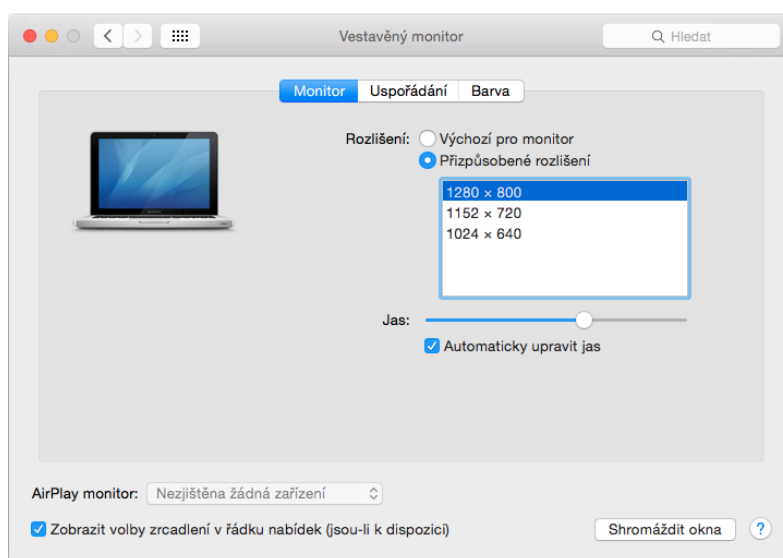 Vestavěný monitor
Hledat
Monitor Uspořádání Barva
Rozlišení: Výchozí pro monitor
Přizpůsobené rozlišení
1280 × 800
1152 × 720
1024 × 640
Jas:
Automaticky upravit jas
AirPlay monitor: Nezjištěna žádná zařízení
Zobrazit volby zrcadlení v řádku nabídek (jsou-li k dispozici)
Shromáždit okna ?